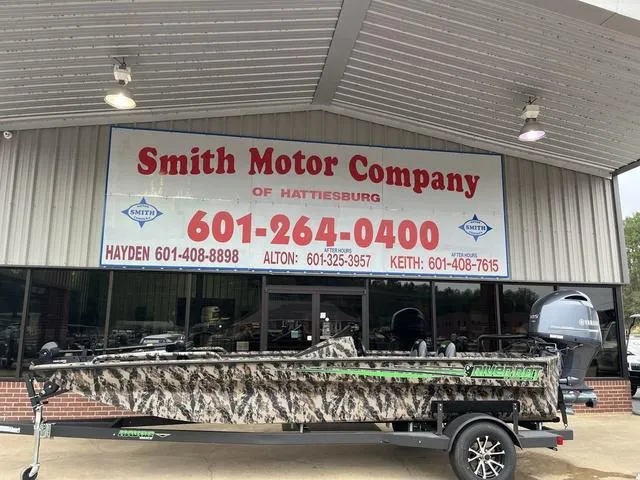 Smith Motor Company
OF HATTIESBURG
601-264-0400
SMITH
SMITH
HAYDEN 601-408-8898
AFTER HOURS
ALTON: 601-325-3957
AFTER HOURS
KEITH: 601-408-7615
YAMAHA